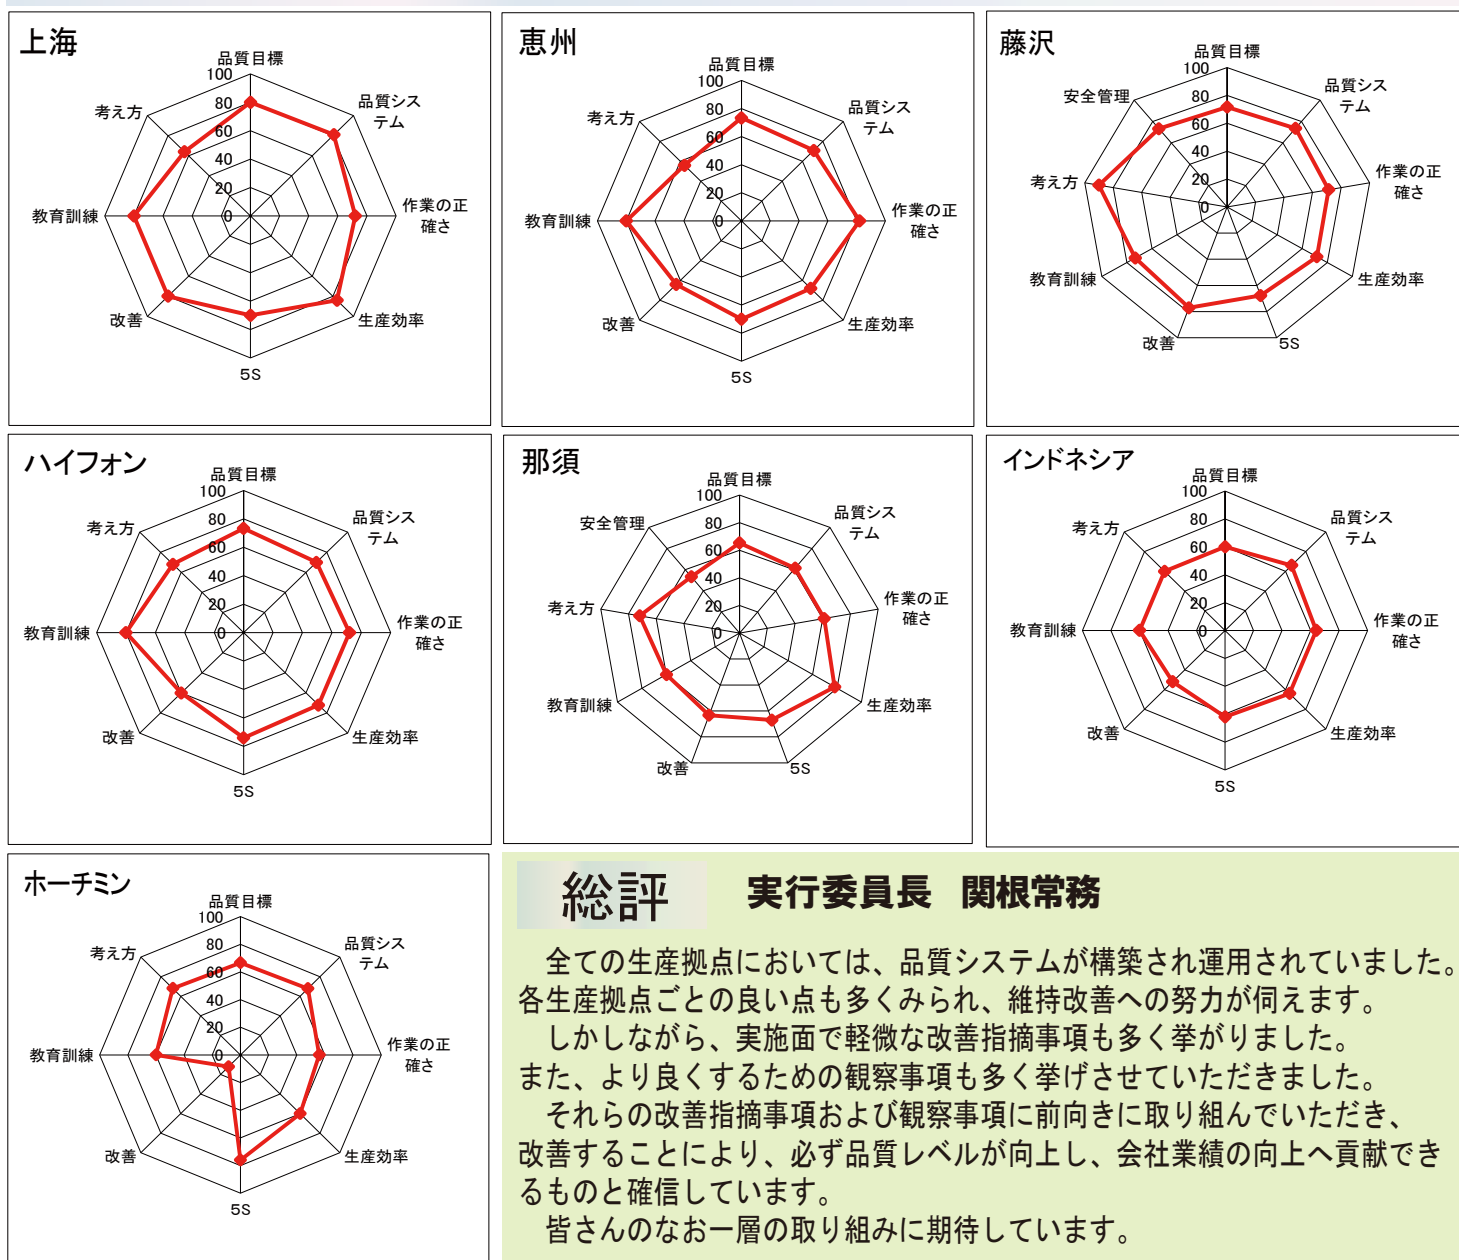 上海
品質目標
品質シス
テム
作業の正
確さ
生産効率
5S
改善
教育訓練
考え方
100
80
60
40
20
0
恵州
品質目標
品質シス
テム
作業の正
確さ
生産効率
5S
改善
教育訓練
考え方
100
80
60
40
20
0
藤沢
品質目標
品質シス
テム
作業の正
確さ
生産効率
5S
改善
教育訓練
考え方
安全管理
100
80
60
40
20
0
ハイフォン
品質目標
品質シス
テム
作業の正
確さ
生産効率
5S
改善
教育訓練
考え方
100
80
60
40
20
0
那須
品質目標
品質シス
テム
作業の正
確さ
生産効率
5S
改善
教育訓練
考え方
安全管理
100
80
60
40
20
0
インドネシア
品質目標
品質シス
テム
作業の正
確さ
生産効率
5S
改善
教育訓練
考え方
100
80
60
40
20
0
ホーチミン
品質目標
品質シス
テム
作業の正
確さ
生産効率
5S
改善
教育訓練
考え方
100
80
60
40
20
0
総評 実行委員長 関根常務
全ての生産拠点においては、品質システムが構築され運用されていました。
各生産拠点ごとの良い点も多くみられ、維持改善への努力が伺えます。
しかしながら、実施面で軽微な改善指摘事項も多く挙がりました。
また、より良くするための観察事項も多く挙げさせていただきました。
それらの改善指摘事項および観察事項に前向きに取り組んでいただき、
改善することにより、必ず品質レベルが向上し、会社業績の向上へ貢献でき
るものと確信しています。
皆さんのなお一層の取り組みに期待しています。